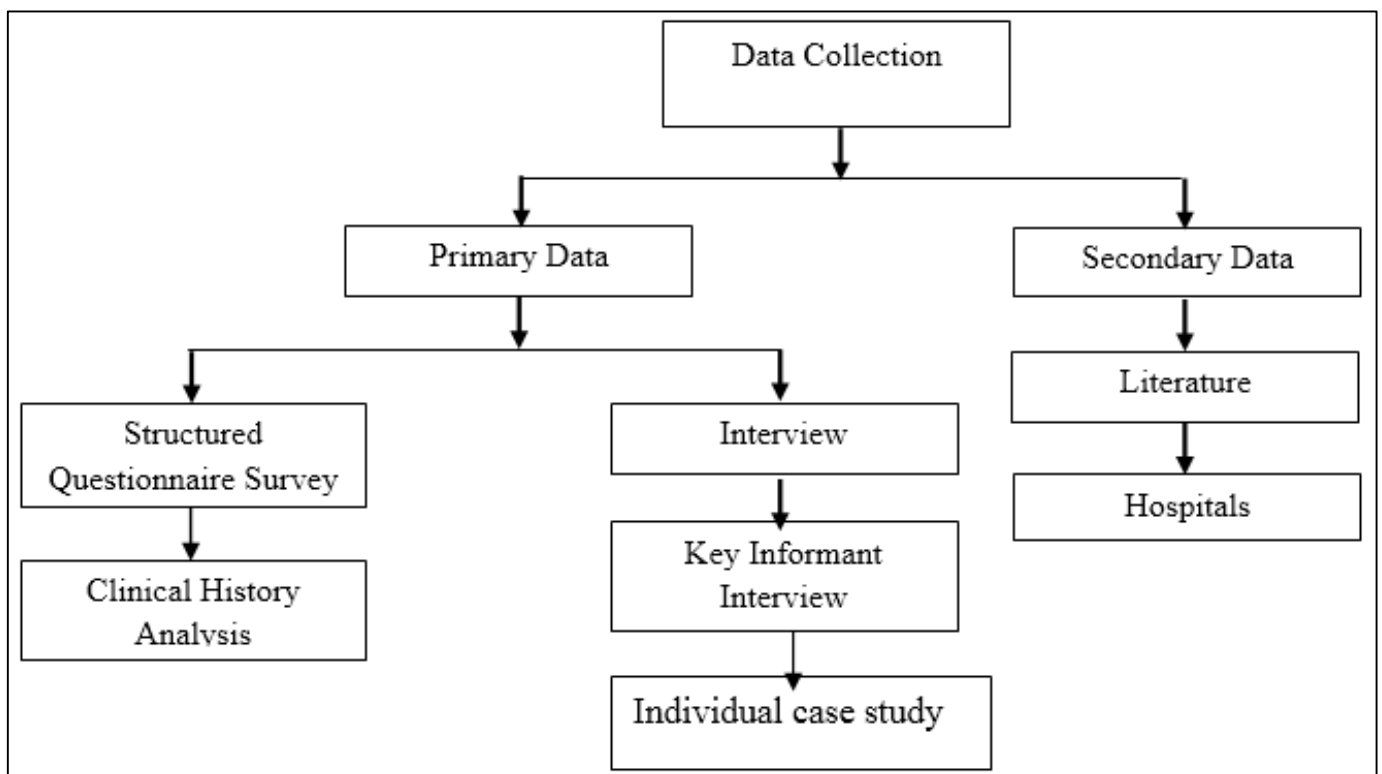 Data Collection
Primary Data
Secondary Data
Structured
Questionnaire Survey
Interview
Literature
Clinical History
Analysis
Key Informant
Interview
Hospitals
Individual case study